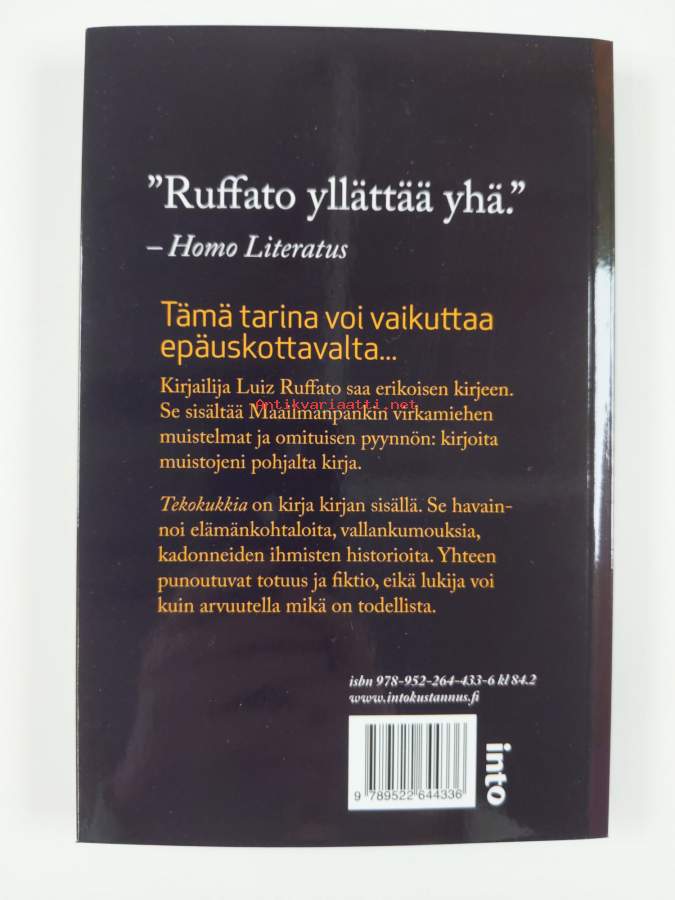 ”Ruffato yllättää yhä.”
– Homo Literatus
Tämä tarina voi vaikuttaa
epäuskottavalta...
Kirjailija Luiz Ruffato saa erikoisen kirjeen.
Antikvariaatti.net
Se sisältää Maailmanpankin virkamiehen
muistelmat ja omituisen pyynnön: kirjoita
muistojeni pohjalta kirja.
Tekokukkia on kirja kirjan sisällä. Se havain-
noi elämänkohtaloita, vallankumouksia,
kadonneiden ihmisten historioita. Yhteen
punoutuvat totuus ja fiktio, eikä lukija voi
kuin arvuutella mikä on todellista.
isbn 978-952-264-433-6 kl 84.2
www.intokustannus.fi
into
9 789522 644336